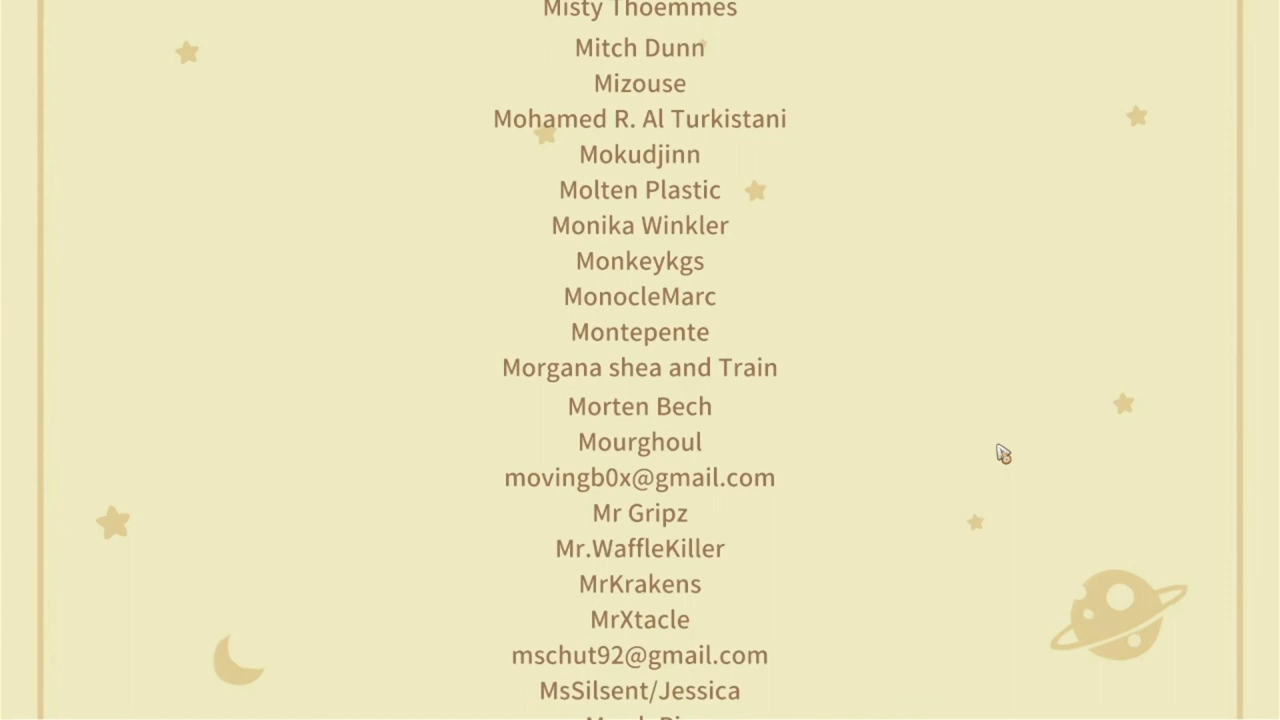 Misty Thoemmes
Mitch Dunn
Mizouse
Mohamed R. Al Turkistani
Mokudjinn
Molten Plastic
Monika Winkler
Monkeykgs
MonocleMarc
Montepente
Morgana shea and Train
Morten Bech
Mourghoul
movingb0x@gmail.com
Mr Gripz
Mr.WaffleKiller
MrKrakens
MrXtacle
mschut92@gmail.com
MsSilsent/Jessica